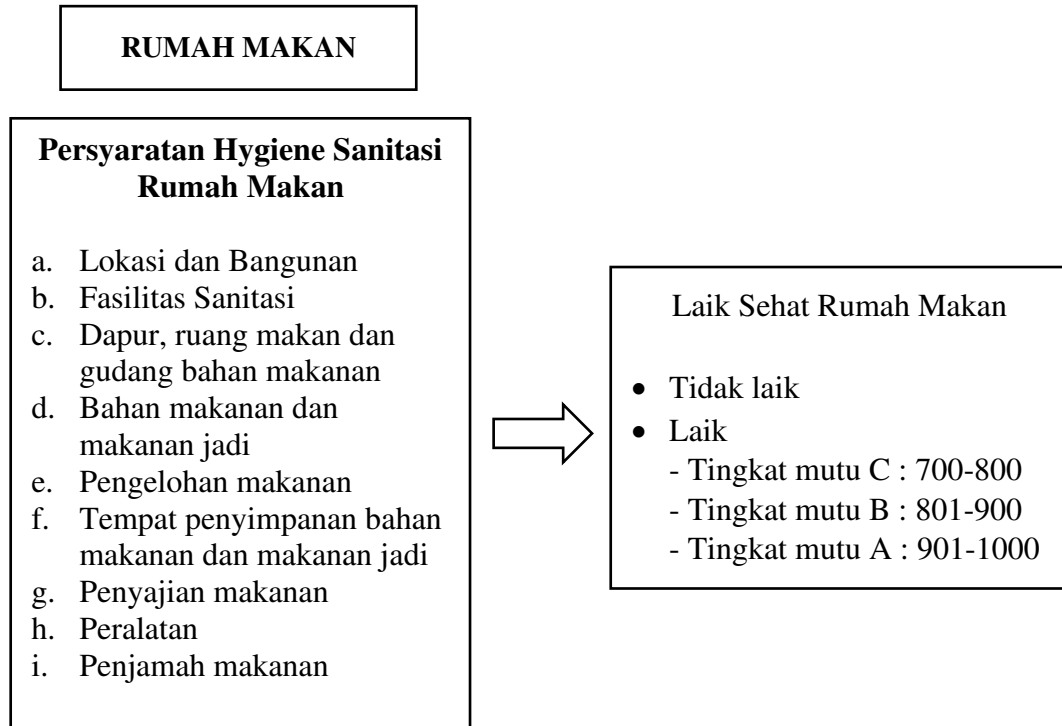 RUMAH MAKAN
Persyaratan Hygiene Sanitasi
Rumah Makan
a. Lokasi dan Bangunan
b. Fasilitas Sanitasi
c. Dapur, ruang makan dan
gudang bahan makanan
d. Bahan makanan dan
makanan jadi
e. Pengelohan makanan
f. Tempat penyimpanan bahan
makanan dan makanan jadi
g. Penyajian makanan
h. Peralatan
i. Penjamah makanan
Laik Sehat Rumah Makan
• Tidak laik
• Laik
- Tingkat mutu C : 700-800
- Tingkat mutu B : 801-900
- Tingkat mutu A : 901-1000